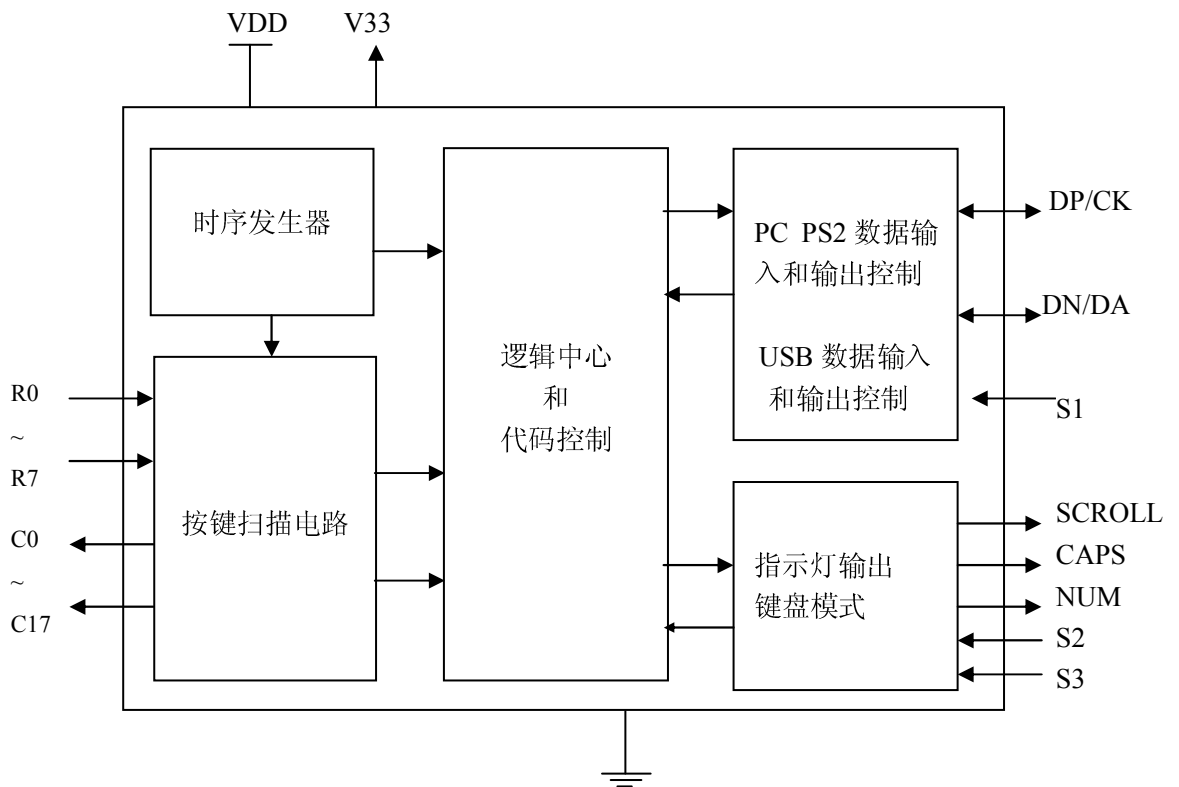 VDD
V33
时序发生器
逻辑中心
和
代码控制
PC PS2 数据输
入和输出控制
USB 数据输入
和输出控制
DP/CK
DN/DA
S1
R0
~
R7
C0
~
C17
按键扫描电路
指示灯输出
键盘模式
SCROLL
CAPS
NUM
S2
S3